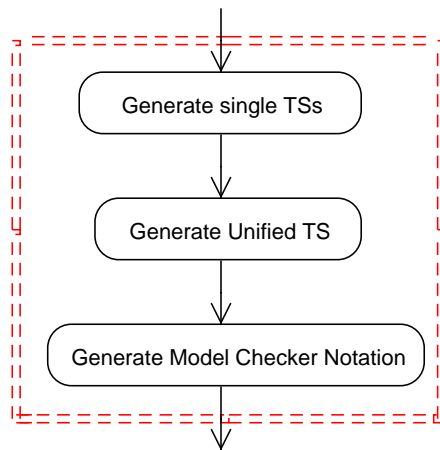 Generate single TSs
Generate Unified TS
Generate Model Checker Notation